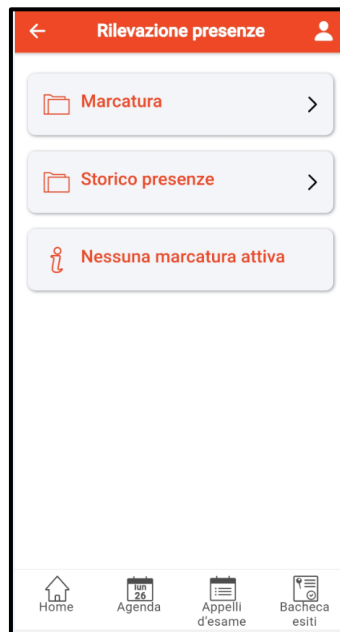 Rilevazione presenze
Marcatura
Storico presenze
Nessuna marcatura attiva
lun
26
Home
Agenda
Appelli
d'esame
Bacheca
esiti